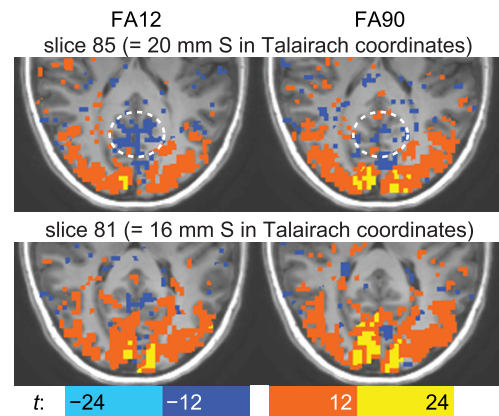 FA12 FA90
slice 85 (= 20 mm S in Talairach coordinates)
slice 81 (= 16 mm S in Talairach coordinates)
t: −24 −12 12 24